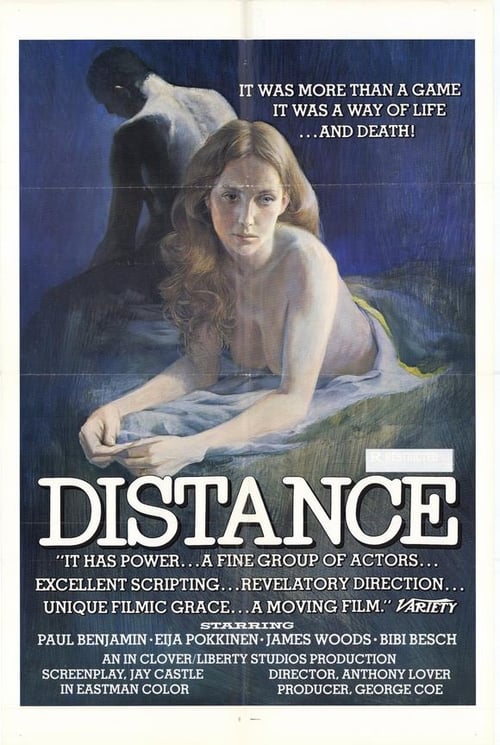 IT WAS MORE THAN A GAME
IT WAS A WAY OF LIFE
...AND DEATH!
R RESTRICTED
DISTANCE
"IT HAS POWER...A FINE GROUP OF ACTORS...
EXCELLENT SCRIPTING...REVELATORY DIRECTION...
UNIQUE FILMIC GRACE...A MOVING FILM." VARIETY
STARRING
PAUL BENJAMIN · EIJA POKKINEN · JAMES WOODS · BIBI BESCH
AN IN CLOVER/LIBERTY STUDIOS PRODUCTION
SCREENPLAY, JAY CASTLE DIRECTOR, ANTHONY LOVER
IN EASTMAN COLOR PRODUCER, GEORGE COE